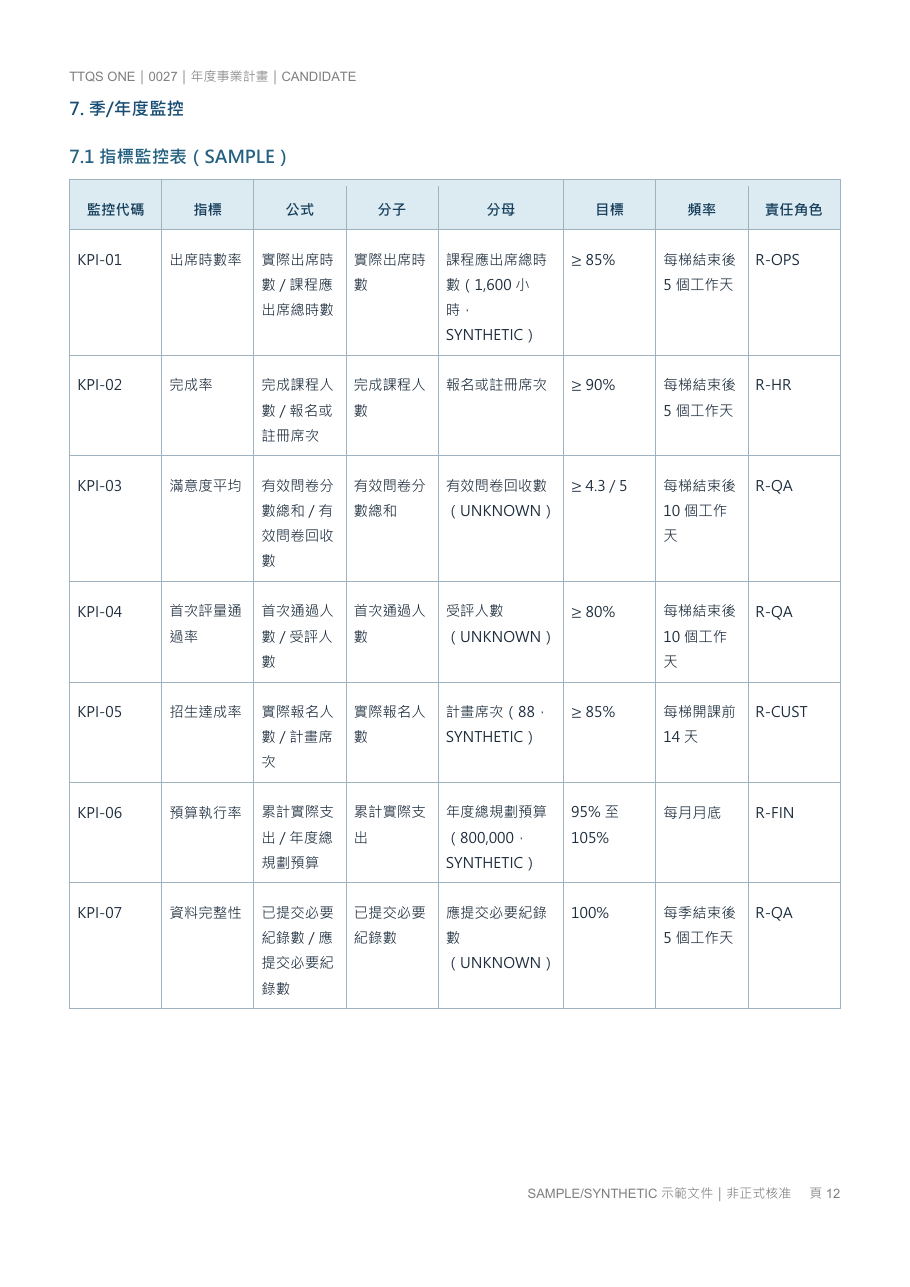 TTQS ONE｜0027｜年度事業計畫｜CANDIDATE
7. 季/年度監控
7.1 指標監控表（SAMPLE）
監控代碼 指標 公式 分子 分母 目標 頻率 責任角色
KPI-01 出席時數率 實際出席時 實際出席時 課程應出席總時 ≥ 85% 每梯結束後 R-OPS
數 / 課程應 數 數（1,600 小 5 個工作天
出席總時數 時．
SYNTHETIC）
KPI-02 完成率 完成課程人 完成課程人 報名或註冊席次 ≥ 90% 每梯結束後 R-HR
數 / 報名或 數 5 個工作天
註冊席次
KPI-03 滿意度平均 有效問卷分 有效問卷分 有效問卷回收數 ≥ 4.3 / 5 每梯結束後 R-QA
數總和 / 有 數總和 （UNKNOWN） 10 個工作
效問卷回收 天
數
KPI-04 首次評量通 首次通過人 首次通過人 受評人數 ≥ 80% 每梯結束後 R-QA
過率 數 / 受評人 數 （UNKNOWN） 10 個工作
數 天
KPI-05 招生達成率 實際報名人 實際報名人 計畫席次（88． ≥ 85% 每梯開課前 R-CUST
數 / 計畫席 數 SYNTHETIC） 14 天
次
KPI-06 預算執行率 累計實際支 累計實際支 年度總規劃預算 95% 至 每月月底 R-FIN
出 / 年度總 出 （800,000． 105%
規劃預算 SYNTHETIC）
KPI-07 資料完整性 已提交必要 已提交必要 應提交必要紀錄 100% 每季結束後 R-QA
紀錄數 / 應 紀錄數 數 5 個工作天
提交必要紀 （UNKNOWN）
錄數
SAMPLE/SYNTHETIC 示範文件｜非正式核准 頁 12